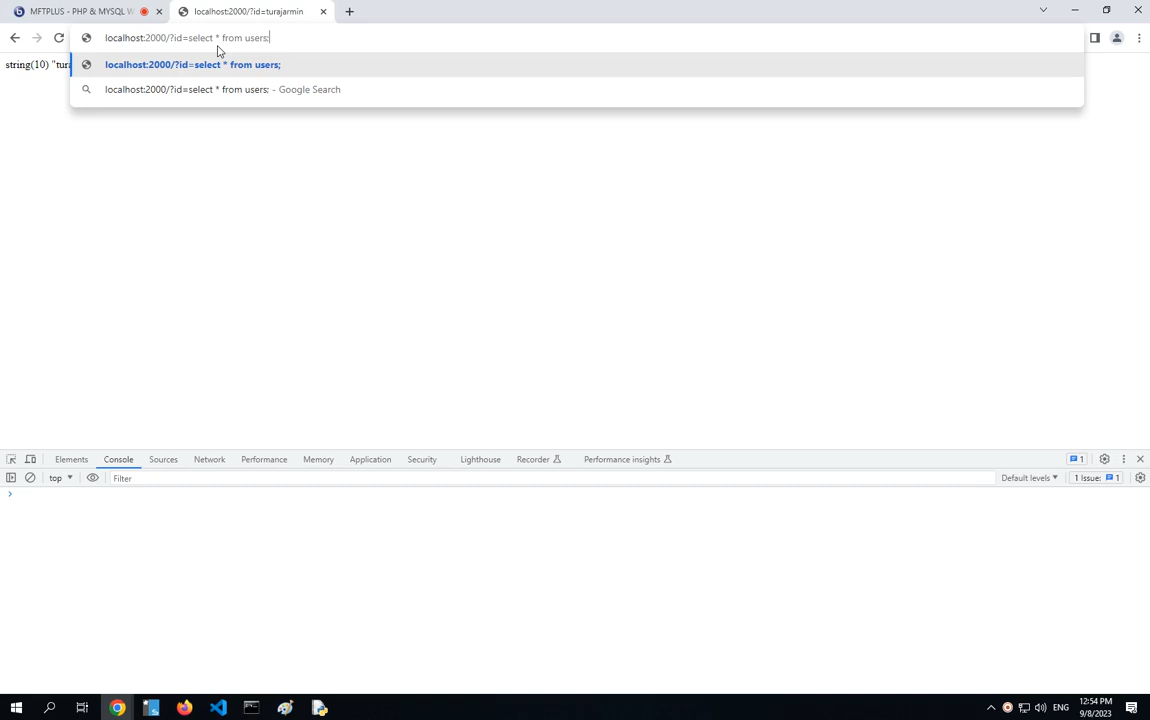 MFTPLUS - PHP & MYSQL W
localhost:2000/?id=turajarmin
localhost:2000/?id=select * from users;
string(10) "tura
localhost:2000/?id=select * from users;
localhost:2000/?id=select * from users; - Google Search
Elements Console Sources Network Performance Memory Application Security Lighthouse Recorder Performance insights 1
top Filter Default levels 1 Issue: 1
12:54 PM
ENG
9/8/2023